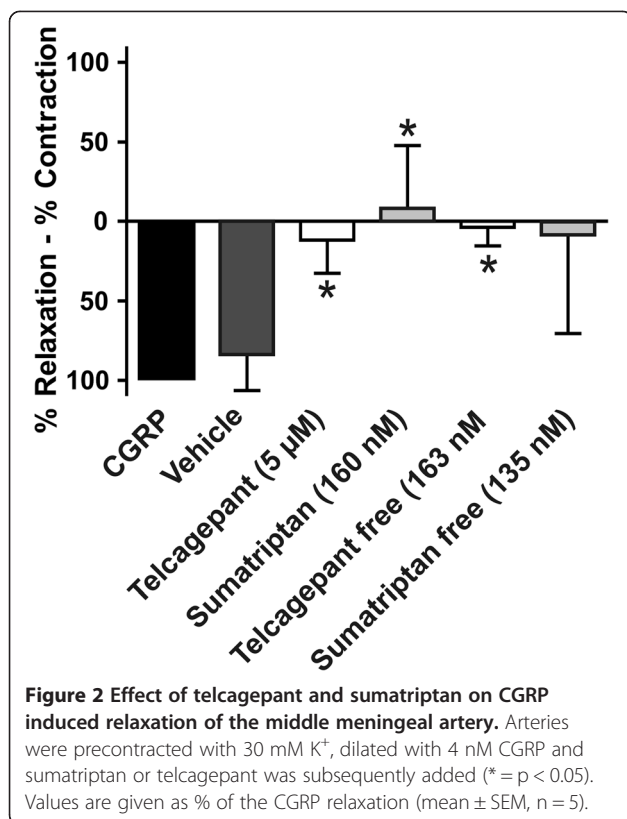 100
50
0
50
100
% Relaxation - % Contraction
*
*
*
CGRP
Vehicle
Telcagepant (5 µM)
Sumatriptan (160 nM)
Telcagepant free (163 nM
Sumatriptan free (135 nM)
Figure 2 Effect of telcagepant and sumatriptan on CGRP
induced relaxation of the middle meningeal artery. Arteries
were precontracted with 30 mM K⁺, dilated with 4 nM CGRP and
sumatriptan or telcagepant was subsequently added (* = p < 0.05).
Values are given as % of the CGRP relaxation (mean ± SEM, n = 5).